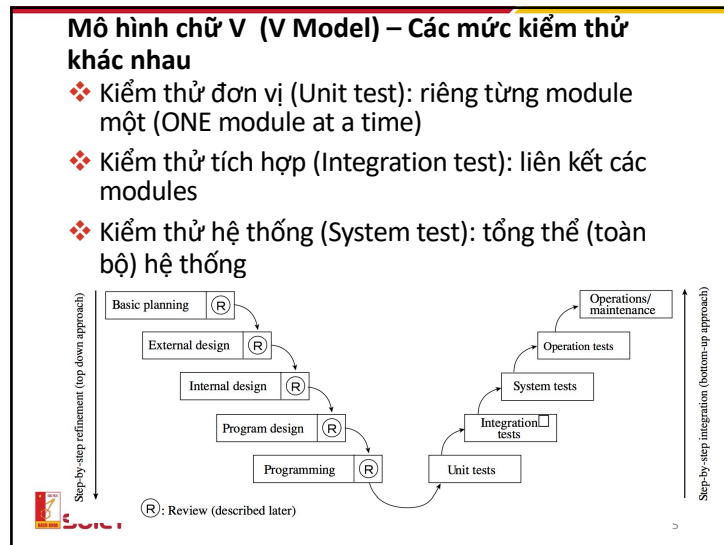 Mô hình chữ V (V Model) – Các mức kiểm thử
khác nhau
Kiểm thử đơn vị (Unit test): riêng từng module
một (ONE module at a time)
Kiểm thử tích hợp (Integration test): liên kết các
modules
Kiểm thử hệ thống (System test): tổng thể (toàn
bộ) hệ thống
Step-by-step refinement (top down approach)
Basic planning R
External design R
Internal design R
Program design R
Programming R
Operations/
maintenance
Operation tests
System tests
Integration
tests
Unit tests
Step-by-step integration (bottom-up approach)
R: Review (described later)